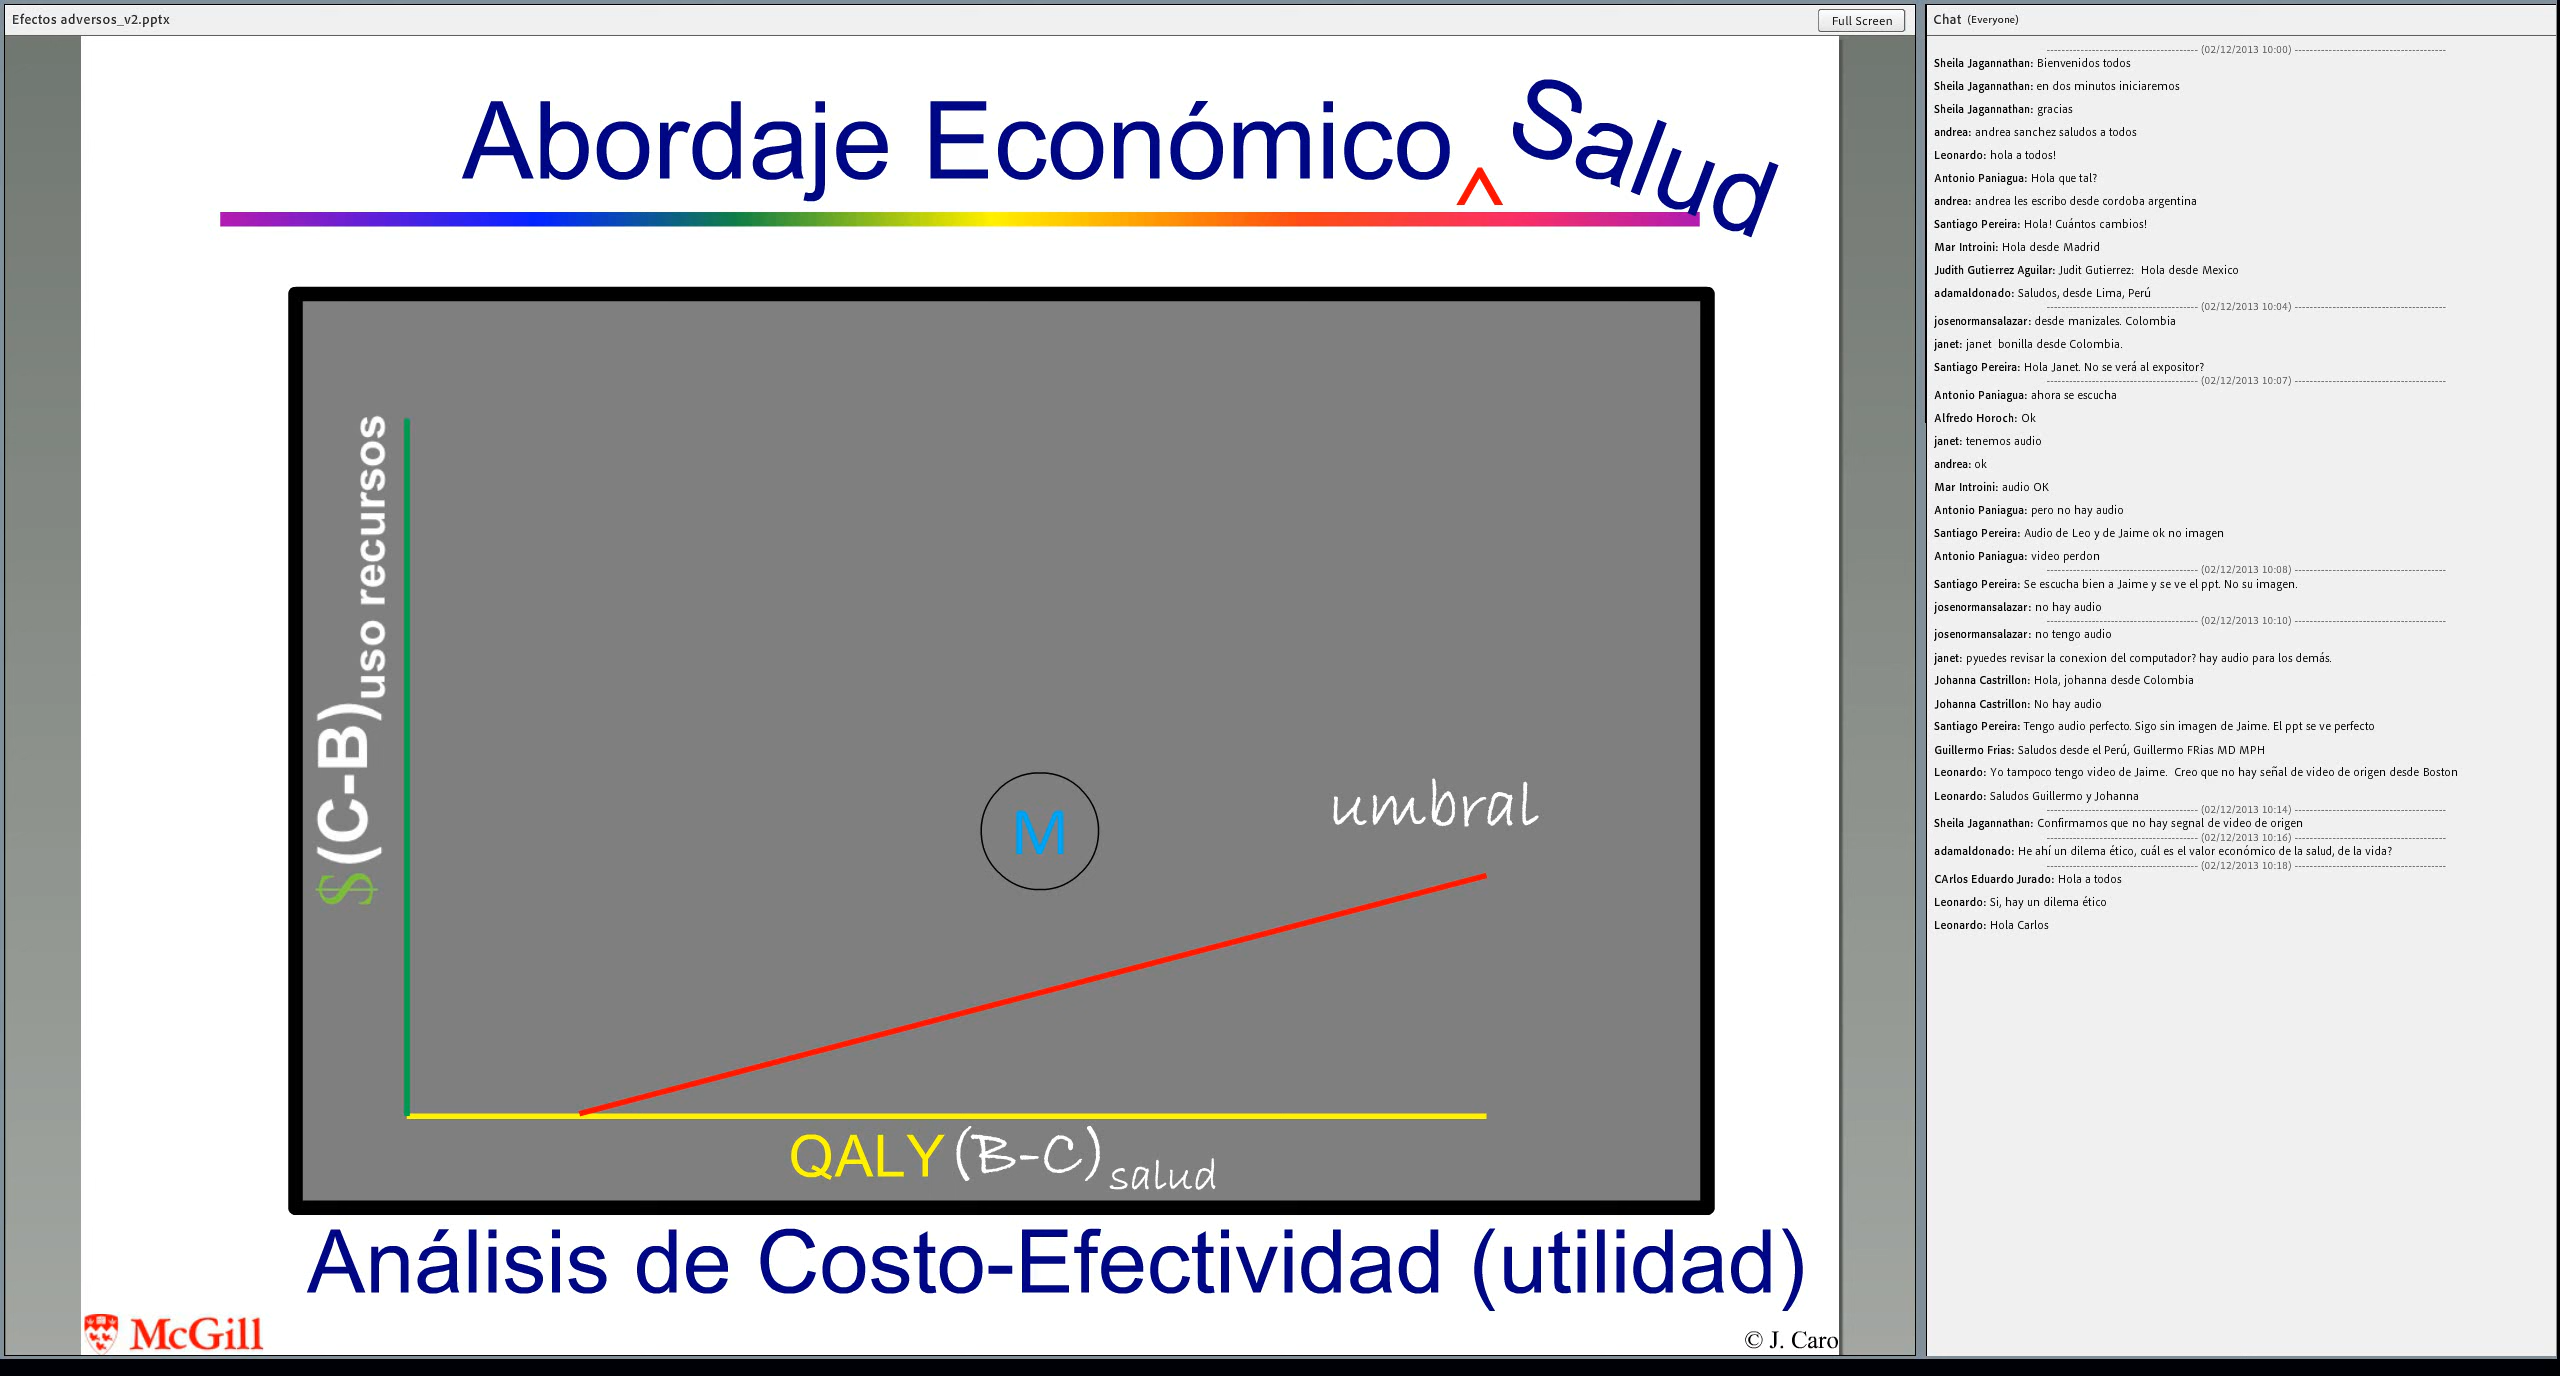 Efectos adversos_v2.pptx
Full Screen
Abordaje Económico ^ Salud
$ (C-B)uso recursos
M
umbral
QALY (B-C) salud
Análisis de Costo-Efectividad (utilidad)
McGill
© J. Caro
Chat (Everyone)
(02/12/2013 10:00)
Sheila Jagannathan: Bienvenidos todos
Sheila Jagannathan: en dos minutos iniciaremos
Sheila Jagannathan: gracias
andrea: andrea sanchez saludos a todos
Leonardo: hola a todos!
Antonio Paniagua: Hola que tal?
andrea: andrea les escribo desde cordoba argentina
Santiago Pereira: Hola! Cuántos cambios!
Mar Introini: Hola desde Madrid
Judith Gutierrez Aguilar: Judit Gutierrez: Hola desde Mexico
adamaldonado: Saludos, desde Lima, Perú
(02/12/2013 10:04)
josenormansalazar: desde manizales. Colombia
janet: janet bonilla desde Colombia.
Santiago Pereira: Hola Janet. No se verá al expositor?
(02/12/2013 10:07)
Antonio Paniagua: ahora se escucha
Alfredo Horoch: Ok
janet: tenemos audio
andrea: ok
Mar Introini: audio OK
Antonio Paniagua: pero no hay audio
Santiago Pereira: Audio de Leo y de Jaime ok no imagen
Antonio Paniagua: video perdon
(02/12/2013 10:08)
Santiago Pereira: Se escucha bien a Jaime y se ve el ppt. No su imagen.
josenormansalazar: no hay audio
(02/12/2013 10:10)
josenormansalazar: no tengo audio
janet: pyuedes revisar la conexion del computador? hay audio para los demás.
Johanna Castrillon: Hola, johanna desde Colombia
Johanna Castrillon: No hay audio
Santiago Pereira: Tengo audio perfecto. Sigo sin imagen de Jaime. El ppt se ve perfecto
Guillermo Frias: Saludos desde el Perú, Guillermo FRias MD MPH
Leonardo: Yo tampoco tengo video de Jaime. Creo que no hay señal de video de origen desde Boston
Leonardo: Saludos Guillermo y Johanna
(02/12/2013 10:14)
Sheila Jagannathan: Confirmamos que no hay segnal de video de origen
(02/12/2013 10:16)
adamaldonado: He ahí un dilema ético, cuál es el valor económico de la salud, de la vida?
(02/12/2013 10:18)
CArlos Eduardo Jurado: Hola a todos
Leonardo: Si, hay un dilema ético
Leonardo: Hola Carlos